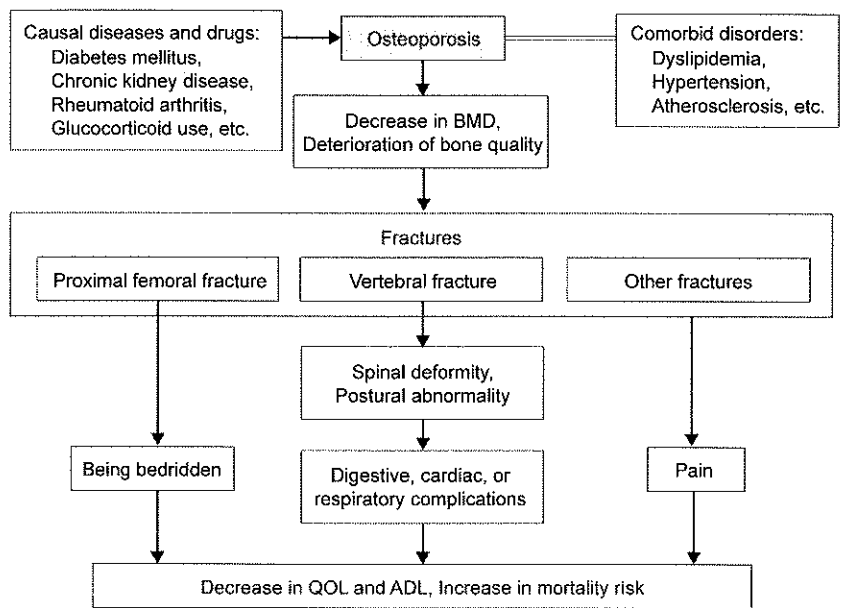 Causal diseases and drugs:
Diabetes mellitus,
Chronic kidney disease,
Rheumatoid arthritis,
Glucocorticoid use, etc.
Osteoporosis
Comorbid disorders:
Dyslipidemia,
Hypertension,
Atherosclerosis, etc.
Decrease in BMD,
Deterioration of bone quality
Fractures
Proximal femoral fracture
Vertebral fracture
Other fractures
Spinal deformity,
Postural abnormality
Being bedridden
Digestive, cardiac, or
respiratory complications
Pain
Decrease in QOL and ADL, Increase in mortality risk